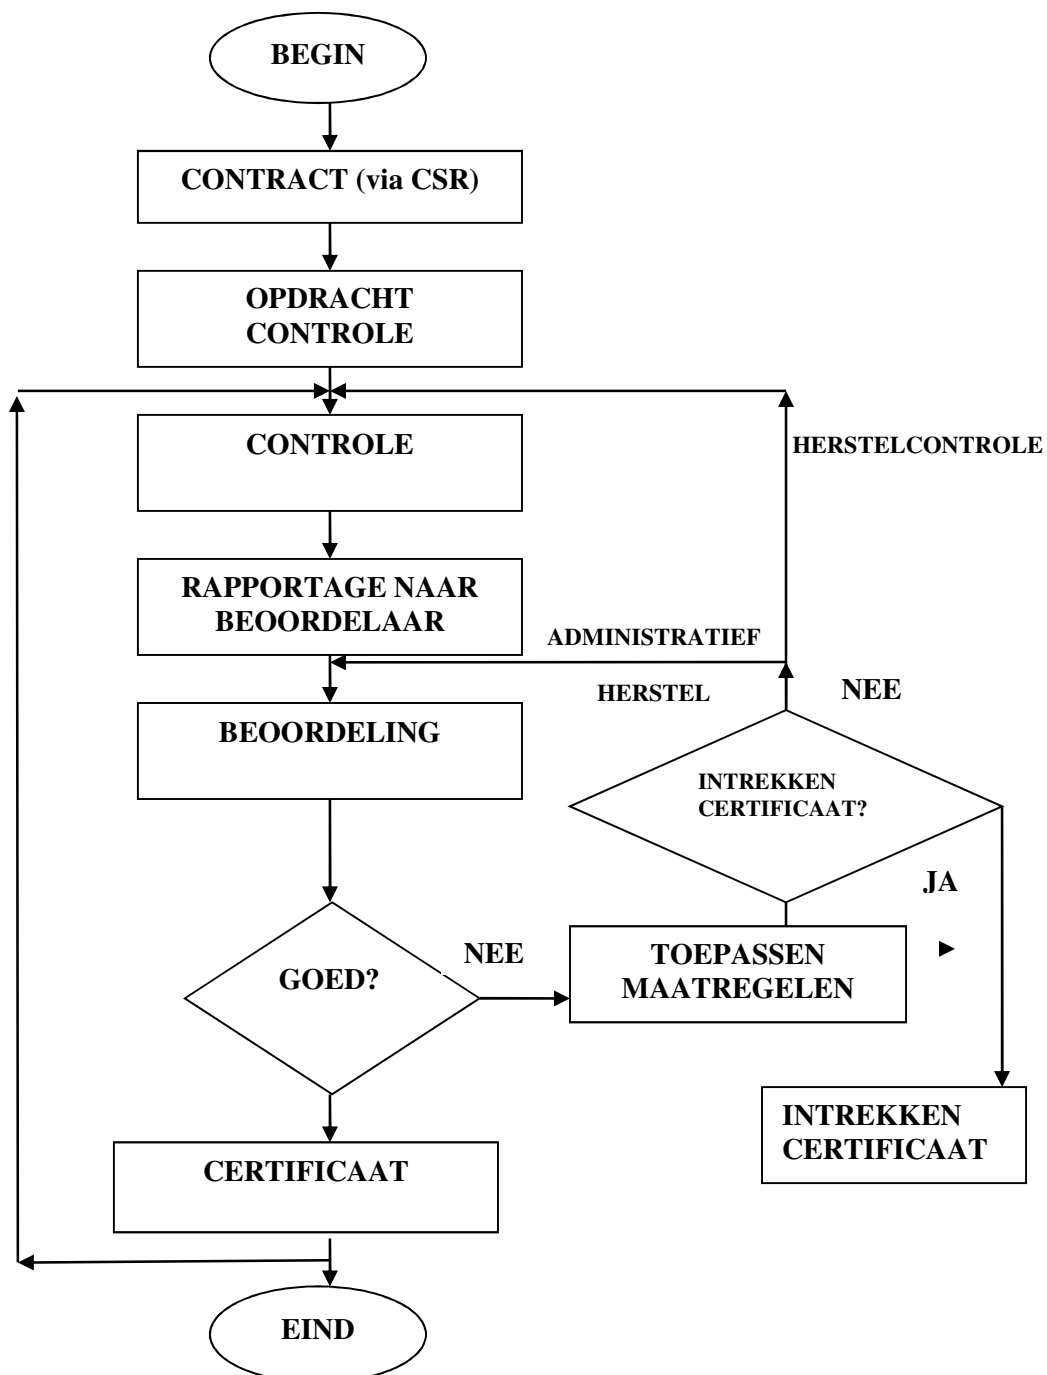 BEGIN
CONTRACT (via CSR)
OPDRACHT
CONTROLE
CONTROLE
HERSTELCONTROLE
RAPPORTAGE NAAR
BEOORDELAAR
ADMINISTRATIEF
HERSTEL
NEE
BEOORDELING
INTREKKEN
CERTIFICAAT?
JA
GOED?
NEE
TOEPASSEN
MAATREGELEN
INTREKKEN
CERTIFICAAT
CERTIFICAAT
EIND